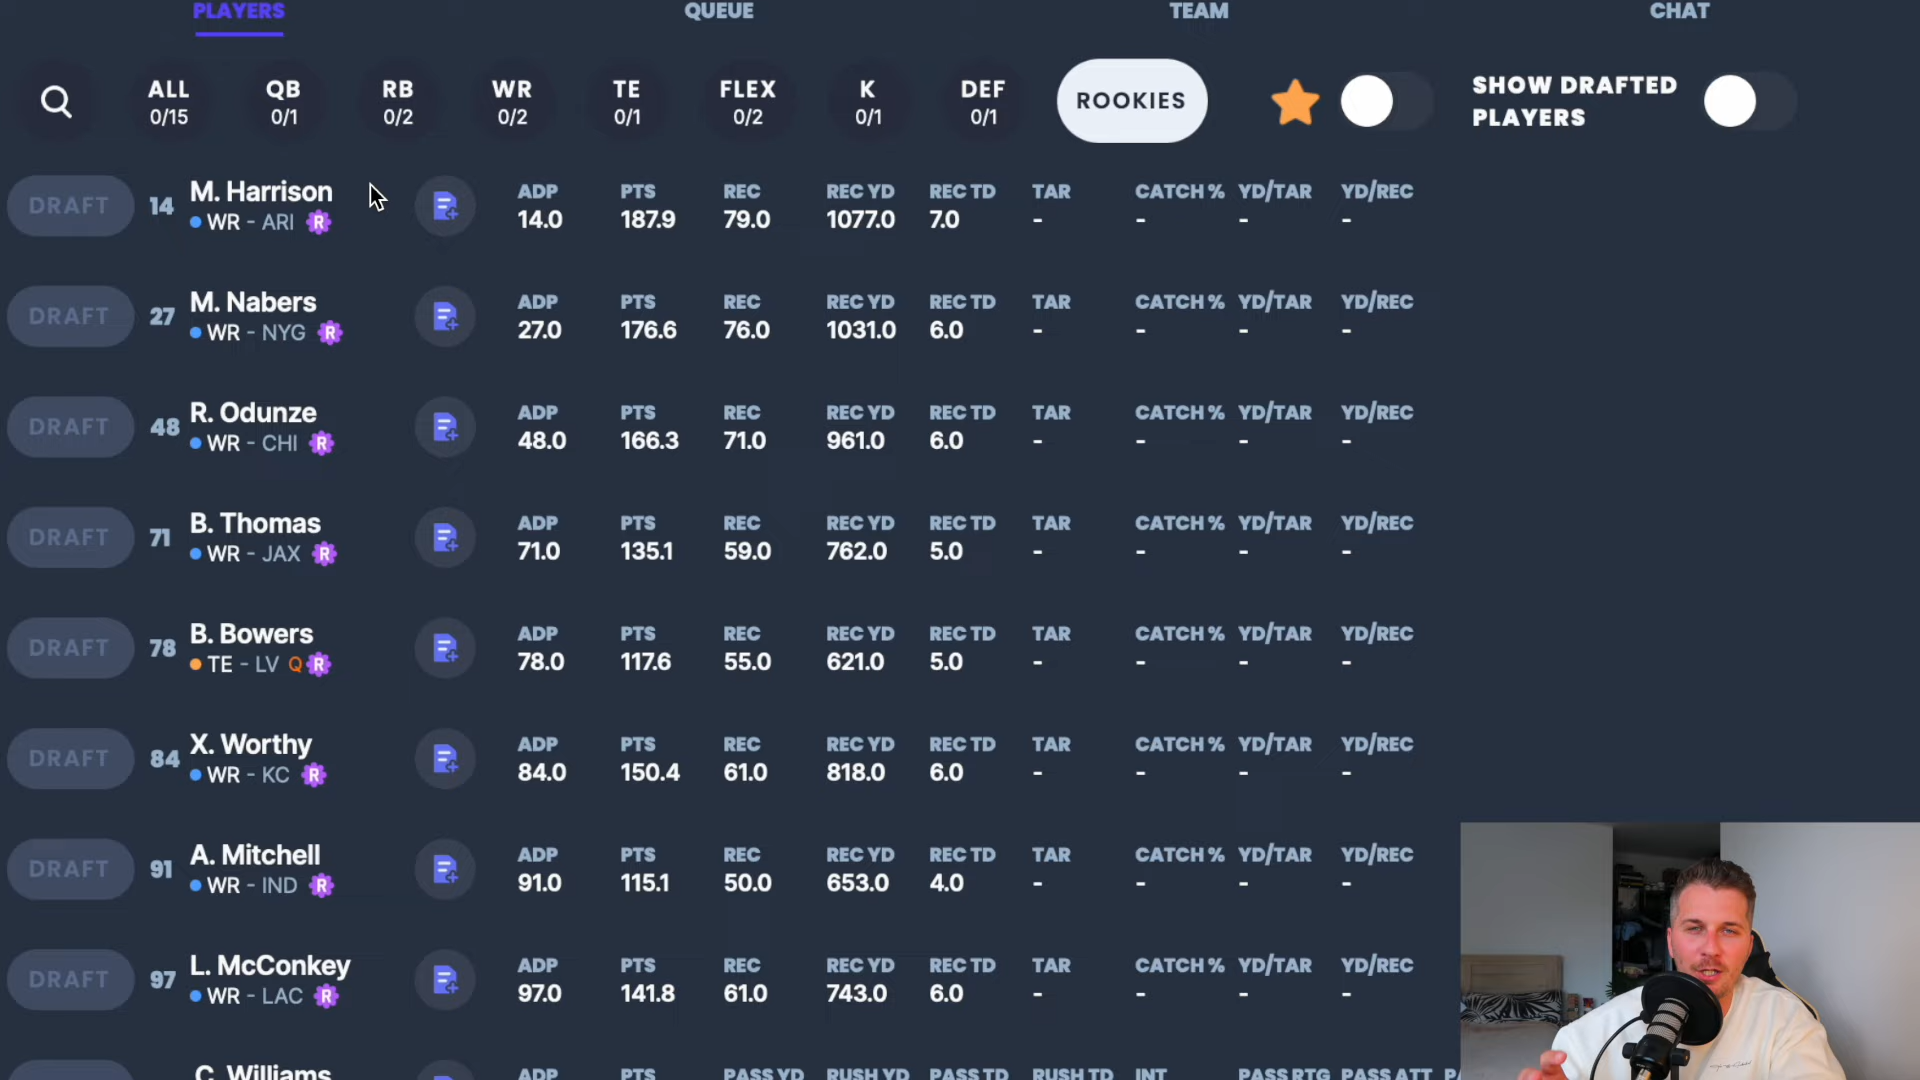 PLAYERS QUEUE TEAM CHAT
ALL QB RB WR TE FLEX K DEF ROOKIES SHOW DRAFTED
0/15 0/1 0/2 0/2 0/1 0/2 0/1 0/1 PLAYERS
DRAFT 14 M. Harrison ADP PTS REC REC YD REC TD TAR CATCH % YD/TAR YD/REC
WR - ARI R 14.0 187.9 79.0 1077.0 7.0 - - - -
DRAFT 27 M. Nabers ADP PTS REC REC YD REC TD TAR CATCH % YD/TAR YD/REC
WR - NYG R 27.0 176.6 76.0 1031.0 6.0 - - - -
DRAFT 48 R. Odunze ADP PTS REC REC YD REC TD TAR CATCH % YD/TAR YD/REC
WR - CHI R 48.0 166.3 71.0 961.0 6.0 - - - -
DRAFT 71 B. Thomas ADP PTS REC REC YD REC TD TAR CATCH % YD/TAR YD/REC
WR - JAX R 71.0 135.1 59.0 762.0 5.0 - - - -
DRAFT 78 B. Bowers ADP PTS REC REC YD REC TD TAR CATCH % YD/TAR YD/REC
TE - LV Q R 78.0 117.6 55.0 621.0 5.0 - - - -
DRAFT 84 X. Worthy ADP PTS REC REC YD REC TD TAR CATCH % YD/TAR YD/REC
WR - KC R 84.0 150.4 61.0 818.0 6.0 - - - -
DRAFT 91 A. Mitchell ADP PTS REC REC YD REC TD TAR CATCH % YD/TAR YD/REC
WR - IND R 91.0 115.1 50.0 653.0 4.0 - - - -
DRAFT 97 L. McConkey ADP PTS REC REC YD REC TD TAR CATCH % YD/TAR YD/REC
WR - LAC R 97.0 141.8 61.0 743.0 6.0 - - - -
C. Williams ADP PTS PASS YD RUSH YD PASS TD RUSH TD INT PASS RTG PASS ATT